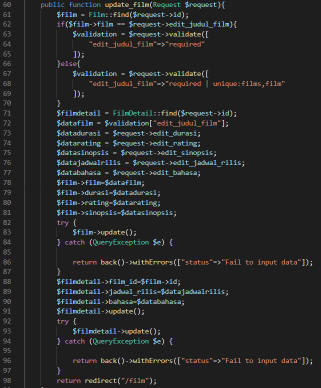 60 public function update_film(Request $request){
61 $film = Film::find($request->id);
62 if($film->film == $request->edit_judul_film){
63 $validation = $request->validate([
64 "edit_judul_film"=>"required"
65 ]);
66 }else{
67 $validation = $request->validate([
68 "edit_judul_film"=>"required | unique:films,film"
69 ]);
70 }
71 $filmdetail = FilmDetail::find($request->id);
72 $datafilm = $validation["edit_judul_film"];
73 $datadurasi = $request->edit_durasi;
74 $datarating = $request->edit_rating;
75 $datasinopsis = $request->edit_sinopsis;
76 $datajadwalrilis = $request->edit_jadwal_rilis;
77 $databahasa = $request->edit_bahasa;
78 $film->film=$datafilm;
79 $film->durasi=$datadurasi;
80 $film->rating=$datarating;
81 $film->sinopsis=$datasinopsis;
82 try {
83 $film->update();
84 } catch (QueryException $e) {
85
86 return back()->withErrors(["status"=>"Fail to input data"]);
87 }
88 $filmdetail->film_id=$film->id;
89 $filmdetail->jadwal_rilis=$datajadwalrilis;
90 $filmdetail->bahasa=$databahasa;
91 $filmdetail->update();
92 try {
93 $filmdetail->update();
94 } catch (QueryException $e) {
95
96 return back()->withErrors(["status"=>"Fail to input data"]);
97 }
98 return redirect("/film");